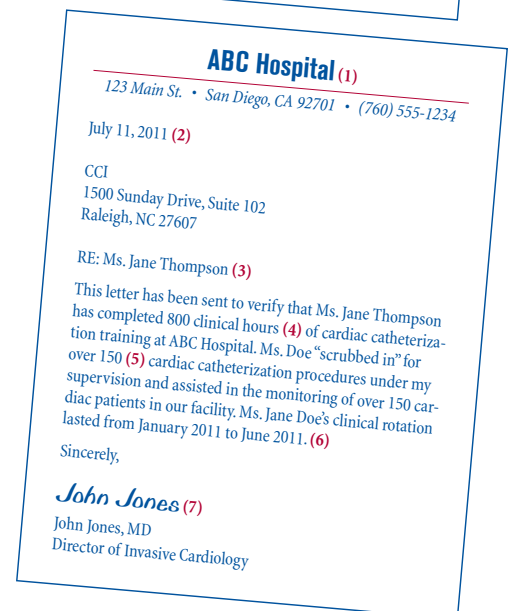 ABC Hospital (1)
123 Main St. • San Diego, CA 92701 • (760) 555-1234
July 11, 2011 (2)
CCI
1500 Sunday Drive, Suite 102
Raleigh, NC 27607
RE: Ms. Jane Thompson (3)
This letter has been sent to verify that Ms. Jane Thompson
has completed 800 clinical hours (4) of cardiac catheteriza-
tion training at ABC Hospital. Ms. Doe “scrubbed in” for
over 150 (5) cardiac catheterization procedures under my
supervision and assisted in the monitoring of over 150 car-
diac patients in our facility. Ms. Jane Doe’s clinical rotation
lasted from January 2011 to June 2011. (6)
Sincerely,
John Jones (7)
John Jones, MD
Director of Invasive Cardiology